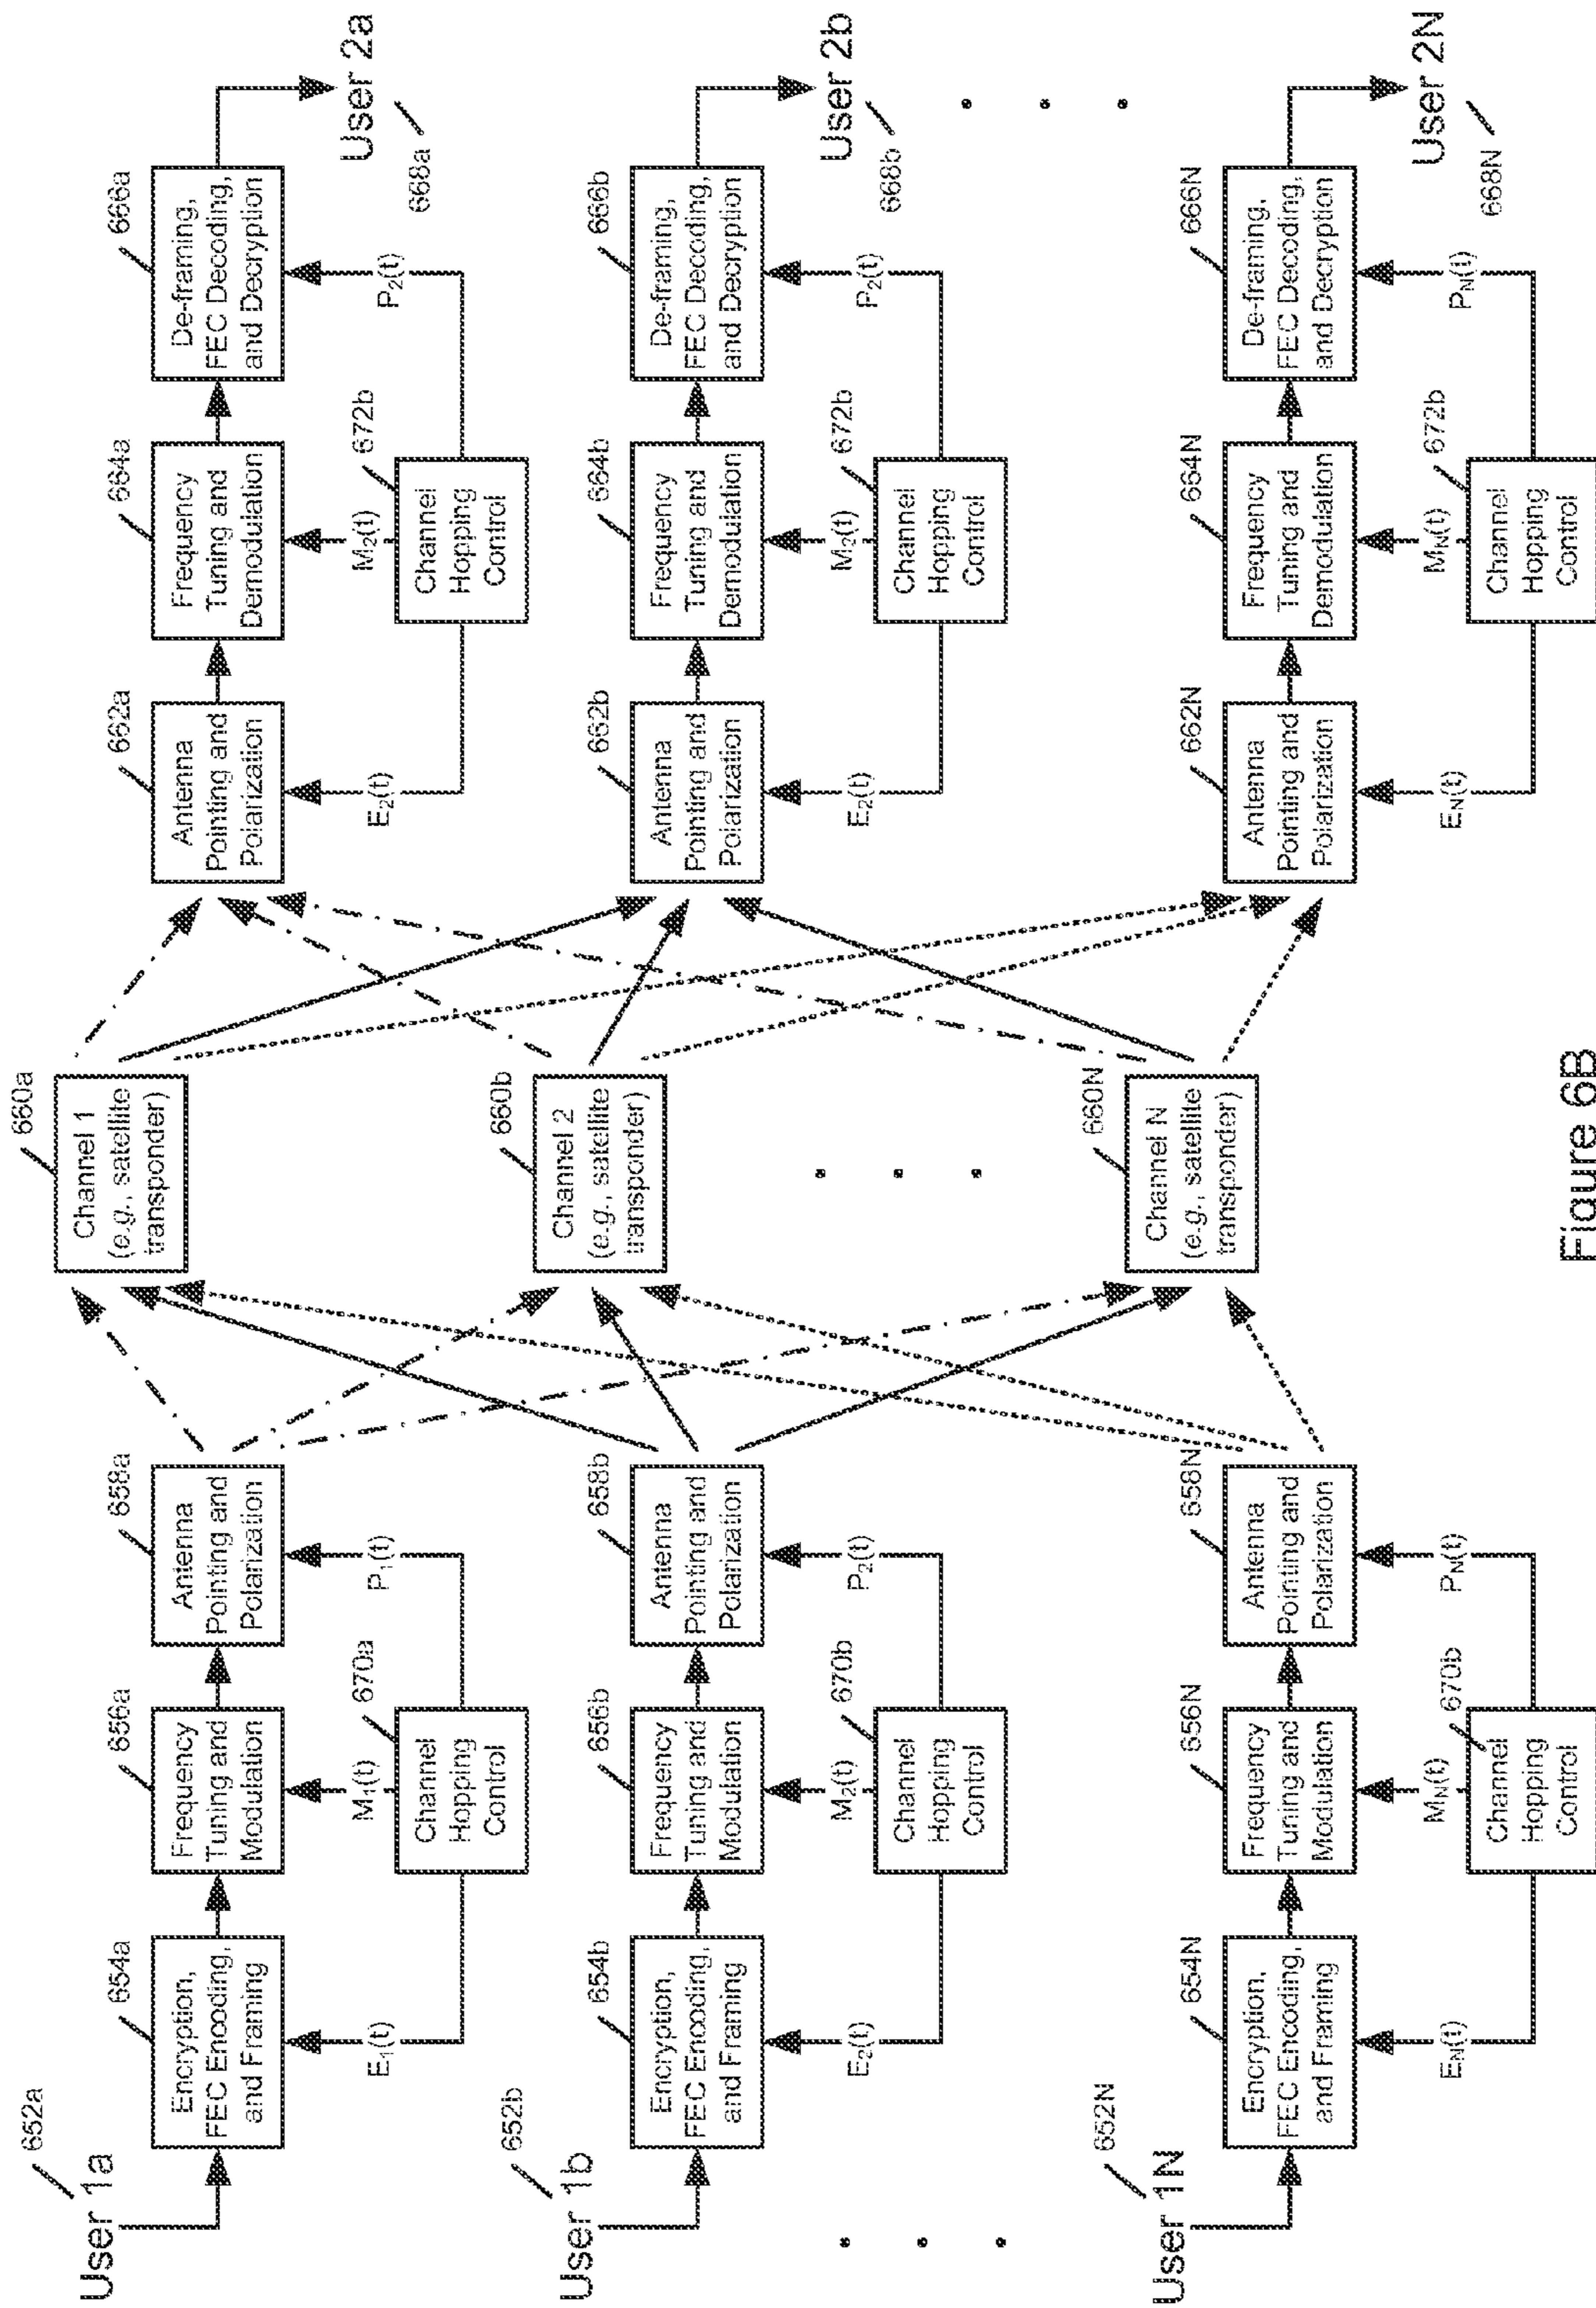 User 1a
652a
654a
Encryption,
FEC Encoding,
and Framing
656a
Frequency
Tuning and
Modulation
658a
Antenna
Pointing and
Polarization
E₁(t)
M₁(t)
P₁(t)
670a
Channel
Hopping
Control
660a
Channel 1
(e.g., satellite
transponder)
662a
Antenna
Pointing and
Polarization
664a
Frequency
Tuning and
Demodulation
666a
De-framing,
FEC Decoding,
and Decryption
E₂(t)
M₂(t)
P₂(t)
672b
Channel
Hopping
Control
User 2a
668a
User 1b
652b
654b
Encryption,
FEC Encoding,
and Framing
656b
Frequency
Tuning and
Modulation
658b
Antenna
Pointing and
Polarization
E₂(t)
M₂(t)
P₂(t)
670b
Channel
Hopping
Control
660b
Channel 2
(e.g., satellite
transponder)
662b
Antenna
Pointing and
Polarization
664b
Frequency
Tuning and
Demodulation
666b
De-framing,
FEC Decoding,
and Decryption
E₂(t)
M₂(t)
P₂(t)
672b
Channel
Hopping
Control
User 2b
668b
User 1N
652N
654N
Encryption,
FEC Encoding,
and Framing
656N
Frequency
Tuning and
Modulation
658N
Antenna
Pointing and
Polarization
Eₙ(t)
Mₙ(t)
Pₙ(t)
670b
Channel
Hopping
Control
660N
Channel N
(e.g., satellite
transponder)
662N
Antenna
Pointing and
Polarization
664N
Frequency
Tuning and
Demodulation
666N
De-framing,
FEC Decoding,
and Decryption
Eₙ(t)
Mₙ(t)
Pₙ(t)
672b
Channel
Hopping
Control
User 2N
668N
Figure 6B